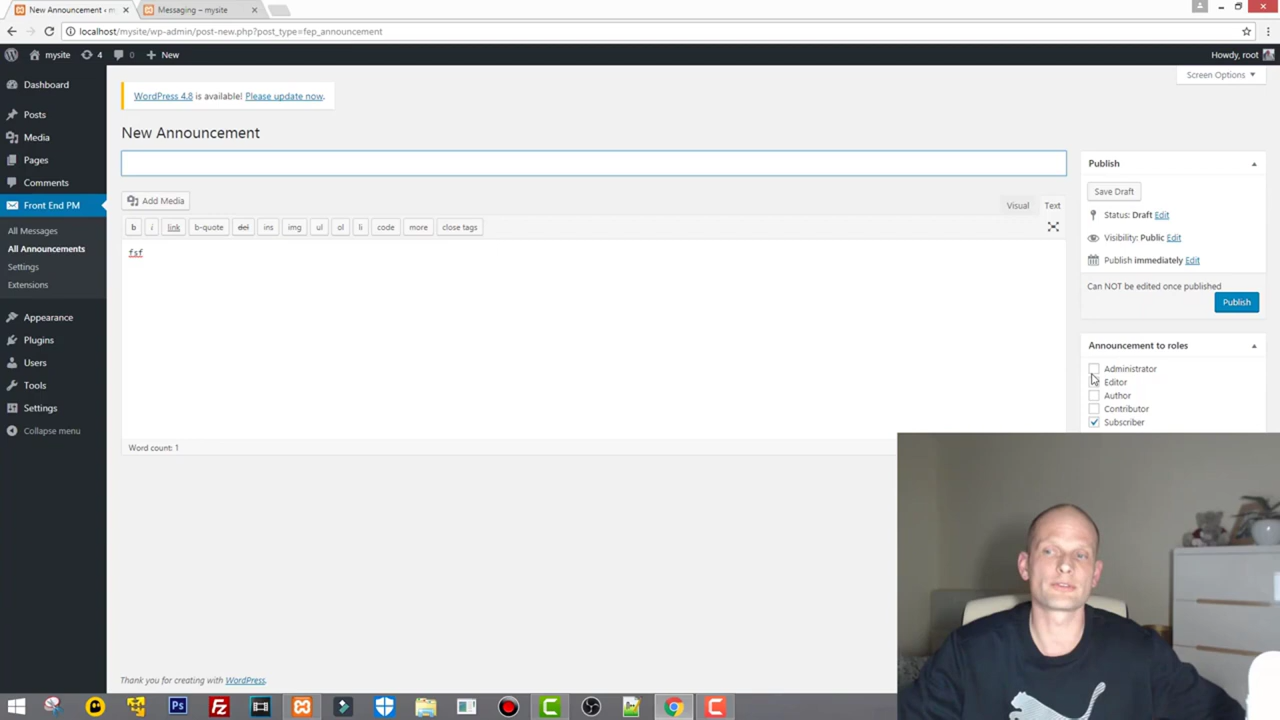 New Announcement ‹ m
Messaging – mysite
localhost/mysite/wp-admin/post-new.php?post_type=fep_announcement
mysite 4 0 New
Howdy, root
Screen Options
Dashboard
Posts
Media
Pages
Comments
Front End PM
All Messages
All Announcements
Settings
Extensions
Appearance
Plugins
Users
Tools
Settings
Collapse menu
WordPress 4.8 is available! Please update now.
New Announcement
Add Media
Visual Text
b i link b-quote del ins img ul ol li code more close tags
fsf
Word count: 1
Publish
Save Draft
Status: Draft Edit
Visibility: Public Edit
Publish immediately Edit
Can NOT be edited once published
Publish
Announcement to roles
Administrator
Editor
Author
Contributor
Subscriber
Thank you for creating with WordPress.
Ps
Fz